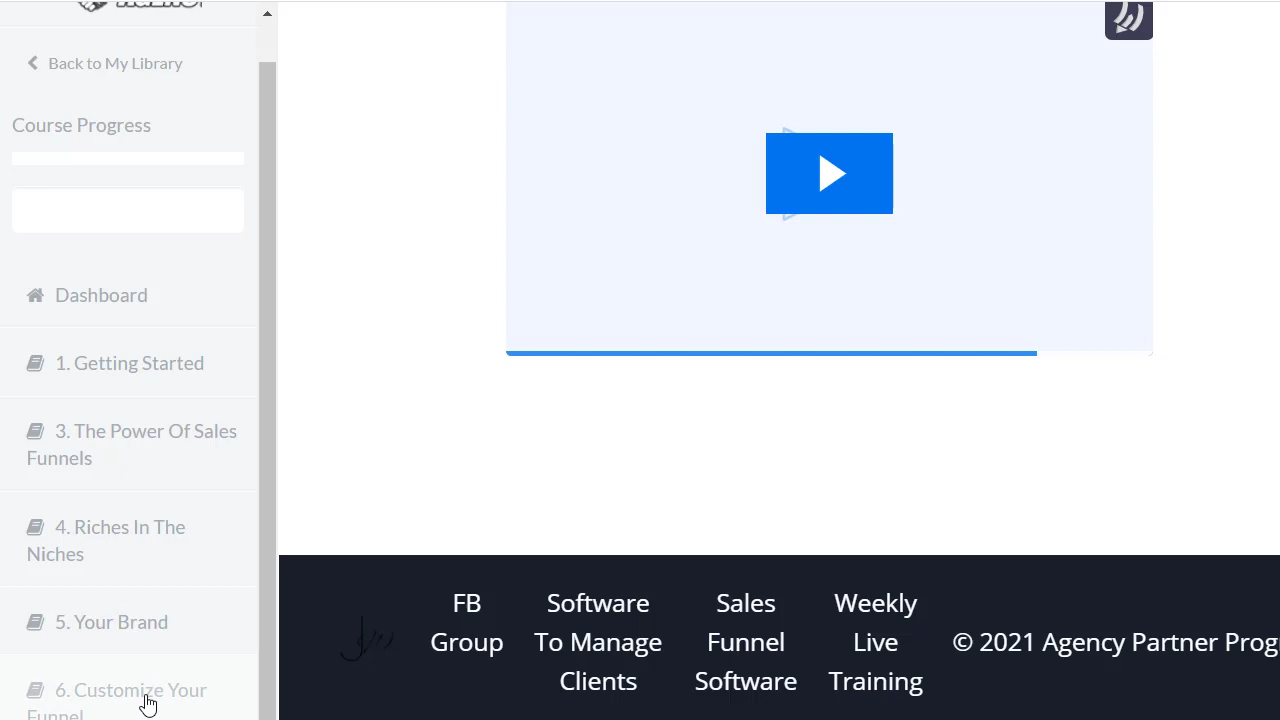 Back to My Library
Course Progress
Dashboard
1. Getting Started
3. The Power Of Sales
Funnels
4. Riches In The
Niches
5. Your Brand
6. Customize Your
Funnel
FB
Group
Software
To Manage
Clients
Sales
Funnel
Software
Weekly
Live
Training
© 2021 Agency Partner Prog